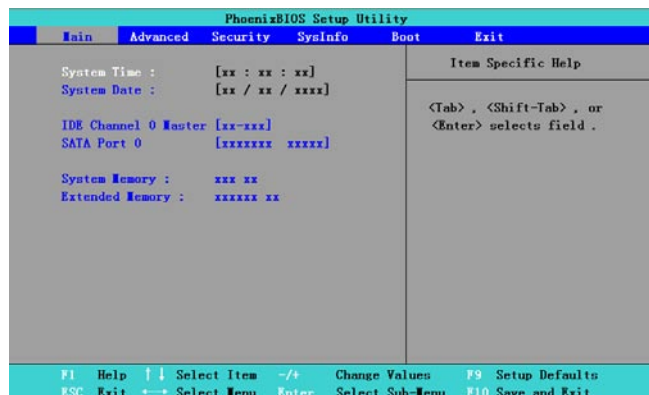 PhoenixBIOS Setup Utility
Main Advanced Security SysInfo Boot Exit
System Time : [xx : xx : xx]
System Date : [xx / xx / xxxx]
IDE Channel 0 Master [xx-xxx]
SATA Port 0 [xxxxxxx xxxxx]
System Memory : xxx xx
Extended Memory : xxxxxx xx
Item Specific Help
<Tab> , <Shift-Tab> , or
<Enter> selects field .
F1 Help ↑↓ Select Item -/+ Change Values F9 Setup Defaults
ESC Exit ←→ Select Menu Enter Select Sub-Menu F10 Save and Exit